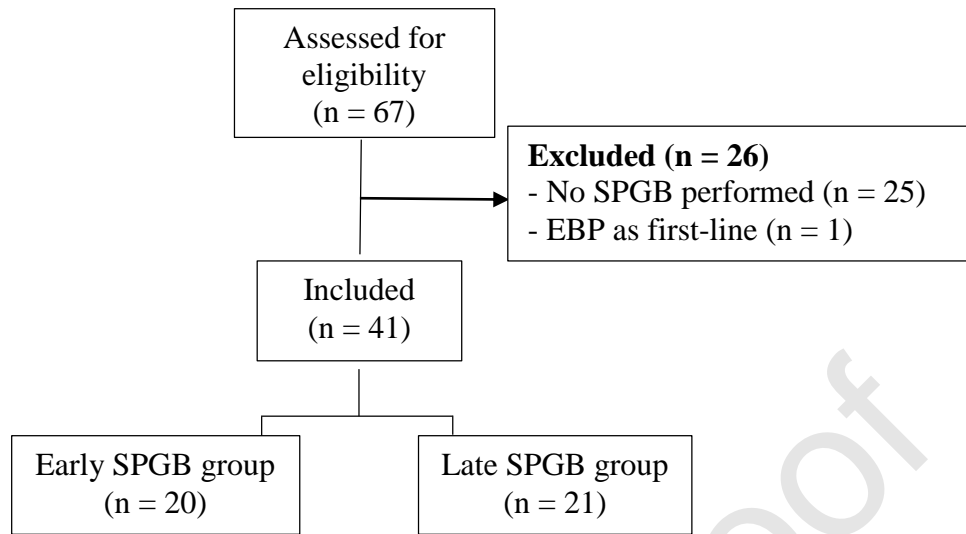 Assessed for
eligibility
(n = 67)
Excluded (n = 26)
- No SPGB performed (n = 25)
- EBP as first-line (n = 1)
Included
(n = 41)
Early SPGB group
(n = 20)
Late SPGB group
(n = 21)
oof